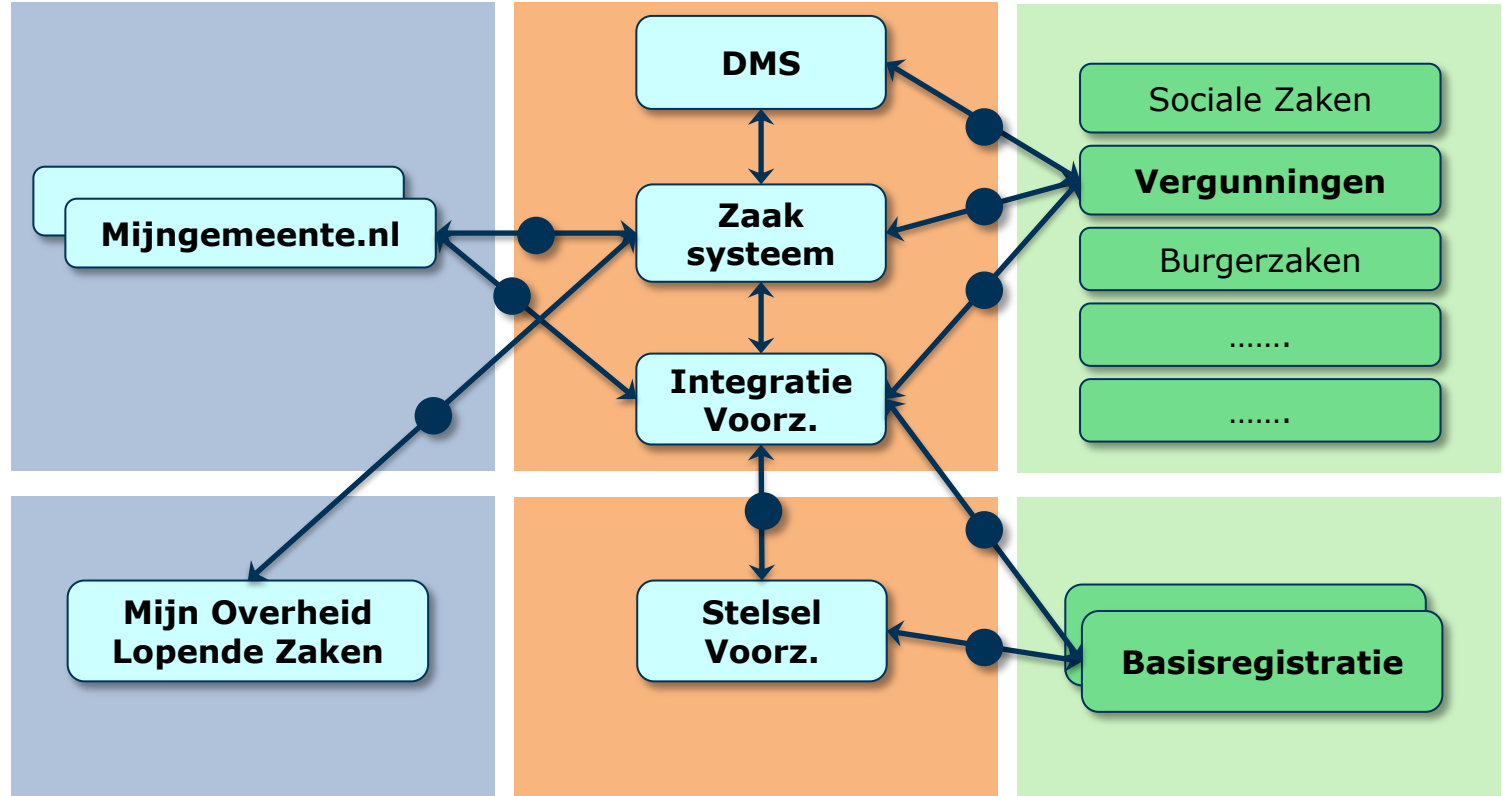 DMS
Sociale Zaken
Vergunningen
Mijngemeente.nl
Zaak
systeem
Burgerzaken
…….
Integratie
Voorz.
…….
Mijn Overheid
Lopende Zaken
Stelsel
Voorz.
Basisregistratie